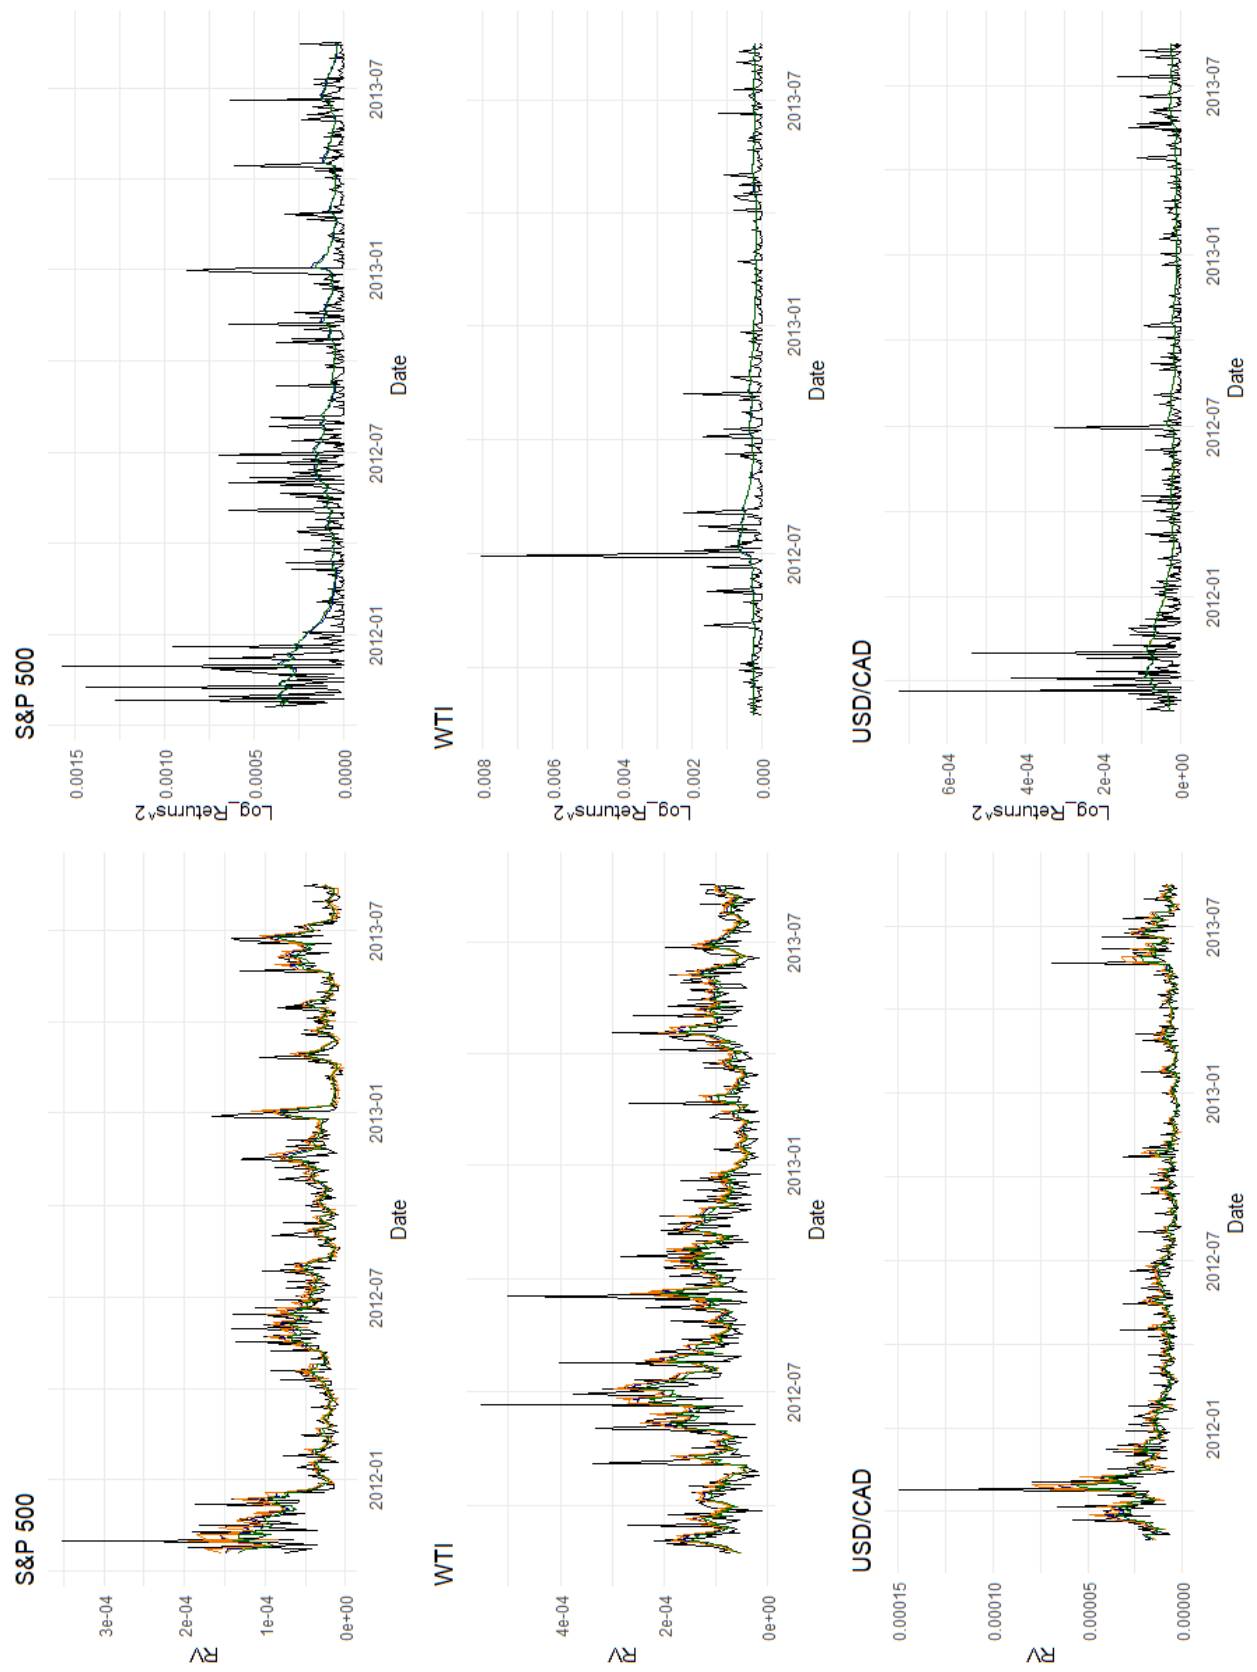 S&P 500
RV
3e-04
2e-04
1e-04
0e+00
2012-01
2012-07
2013-01
2013-07
Date
S&P 500
Log_Returns^2
0.0015
0.0010
0.0005
0.0000
2012-01
2012-07
2013-01
2013-07
Date
WTI
RV
4e-04
2e-04
0e+00
2012-07
2013-01
2013-07
Date
WTI
Log_Returns^2
0.008
0.006
0.004
0.002
0.000
2012-07
2013-01
2013-07
Date
USD/CAD
RV
0.00015
0.00010
0.00005
0.00000
2012-01
2012-07
2013-01
2013-07
Date
USD/CAD
Log_Returns^2
6e-04
4e-04
2e-04
0e+00
2012-01
2012-07
2013-01
2013-07
Date